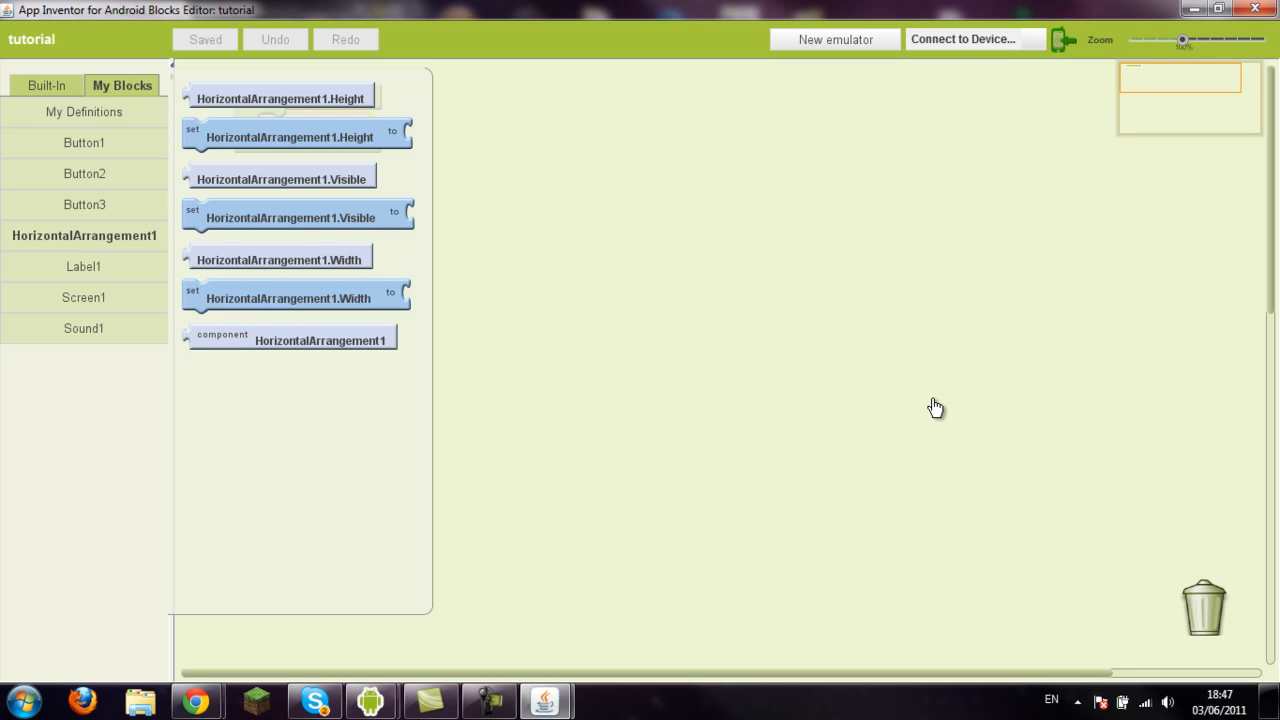 App Inventor for Android Blocks Editor: tutorial
tutorial
Saved
Undo
Redo
New emulator
Connect to Device...
Zoom
100%
Built-In
My Blocks
My Definitions
Button1
Button2
Button3
HorizontalArrangement1
Label1
Screen1
Sound1
HorizontalArrangement1.Height
set HorizontalArrangement1.Height to
HorizontalArrangement1.Visible
set HorizontalArrangement1.Visible to
HorizontalArrangement1.Width
set HorizontalArrangement1.Width to
component HorizontalArrangement1
2
EN
18:47
03/06/2011